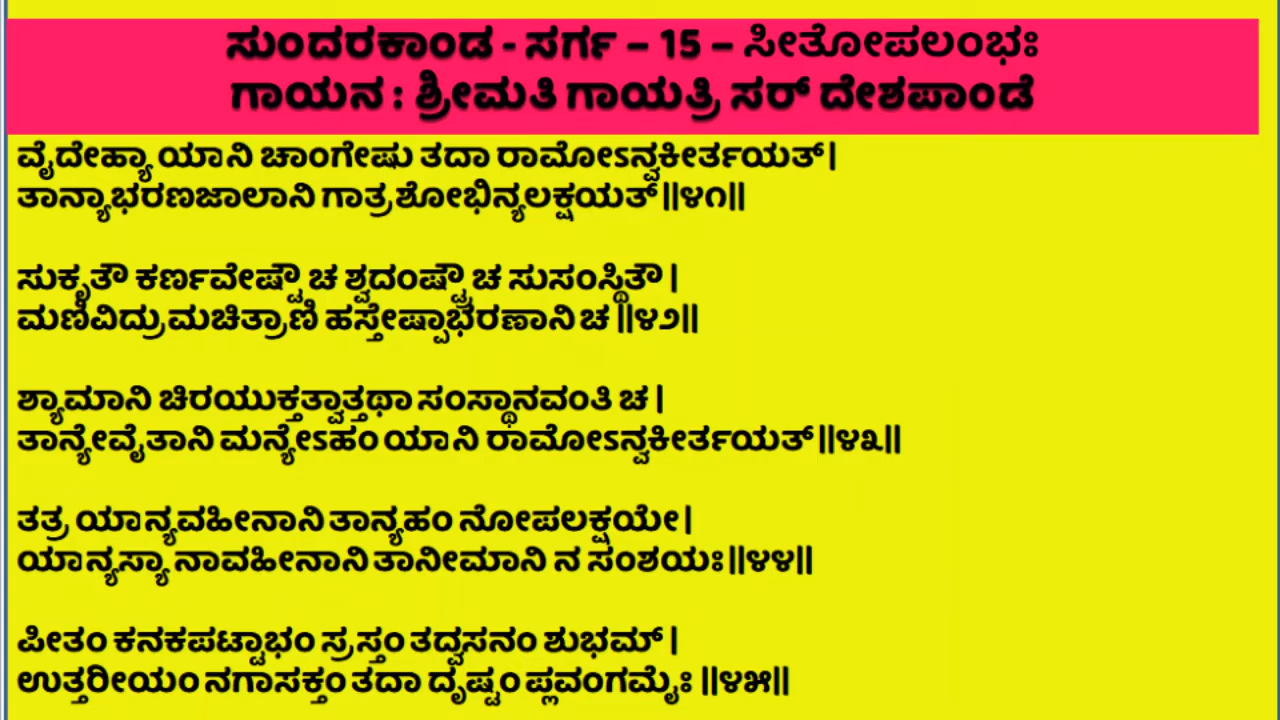 ಸುಂದರಕಾಂಡ - ಸರ್ಗ – 15 – ಸೀತೋಪಲಂಭಃ
ಗಾಯನ : ಶ್ರೀಮತಿ ಗಾಯತ್ರಿ ಸರ್ ದೇಶಪಾಂಡೆ
ವೈದೇಹ್ಯಾ ಯಾನಿ ಚಾಂಗೇಷು ತದಾ ರಾಮೋಽನ್ವಕೀರ್ತಯತ್|
ತಾನ್ಯಾಭರಣಜಾಲಾನಿ ಗಾತ್ರಶೋಭಿನ್ಯಲಕ್ಷಯತ್||೪೧||
ಸುಕೃತೌ ಕರ್ಣವೇಷ್ಟೌ ಚ ಶ್ವದಂಷ್ಟ್ರೌ ಚ ಸುಸಂಸ್ಥಿತೌ |
ಮಣಿವಿದ್ರುಮಚಿತ್ರಾಣಿ ಹಸ್ತೇಷ್ವಾಭರಣಾನಿ ಚ ||೪೨||
ಶ್ಯಾಮಾನಿ ಚಿರಯುಕ್ತತ್ವಾತ್ತಥಾ ಸಂಸ್ಥಾನವಂತಿ ಚ |
ತಾನ್ಯೇವೈತಾನಿ ಮನ್ಯೇಽಹಂ ಯಾನಿ ರಾಮೋಽನ್ವಕೀರ್ತಯತ್||೪೩||
ತತ್ರ ಯಾನ್ಯವಹೀನಾನಿ ತಾನ್ಯಹಂ ನೋಪಲಕ್ಷಯೇ|
ಯಾನ್ಯಸ್ಯಾ ನಾವಹೀನಾನಿ ತಾನೀಮಾನಿ ನ ಸಂಶಯಃ||೪೪||
ಪೀತಂ ಕನಕಪಟ್ಟಾಭಂ ಸ್ರಸ್ತಂ ತದ್ವಸನಂ ಶುಭಮ್ |
ಉತ್ತರೀಯಂ ನಗಾಸಕ್ತಂ ತದಾ ದೃಷ್ಟಂ ಪ್ಲವಂಗಮೈಃ ||೪೫||